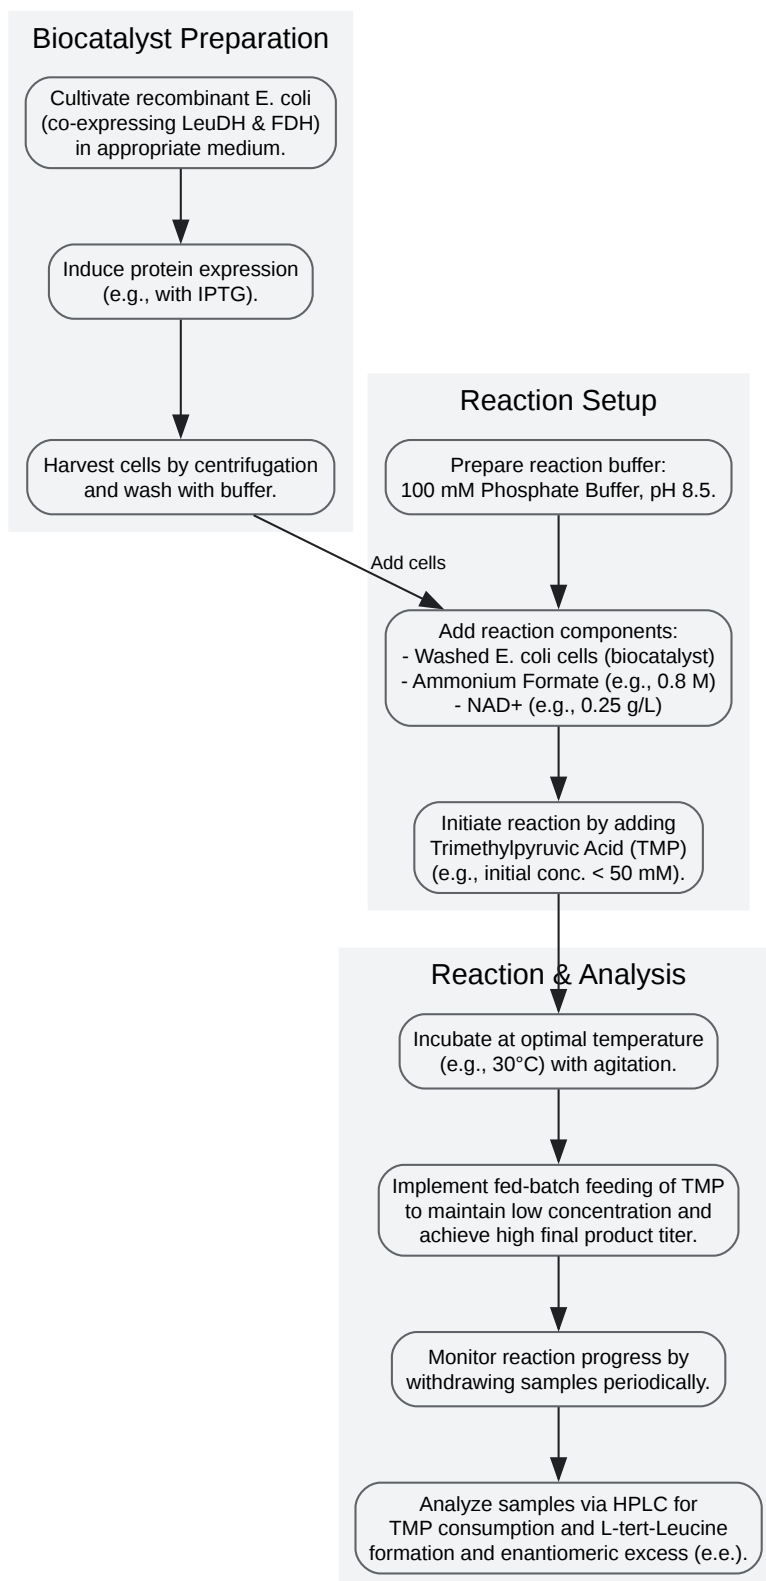 Biocatalyst Preparation
Cultivate recombinant E. coli
(co-expressing LeuDH & FDH)
in appropriate medium.
Induce protein expression
(e.g., with IPTG).
Harvest cells by centrifugation
and wash with buffer.
Add cells
Reaction Setup
Prepare reaction buffer:
100 mM Phosphate Buffer, pH 8.5.
Add reaction components:
- Washed E. coli cells (biocatalyst)
- Ammonium Formate (e.g., 0.8 M)
- NAD+ (e.g., 0.25 g/L)
Initiate reaction by adding
Trimethylpyruvic Acid (TMP)
(e.g., initial conc. < 50 mM).
Reaction & Analysis
Incubate at optimal temperature
(e.g., 30°C) with agitation.
Implement fed-batch feeding of TMP
to maintain low concentration and
achieve high final product titer.
Monitor reaction progress by
withdrawing samples periodically.
Analyze samples via HPLC for
TMP consumption and L-tert-Leucine
formation and enantiomeric excess (e.e.).